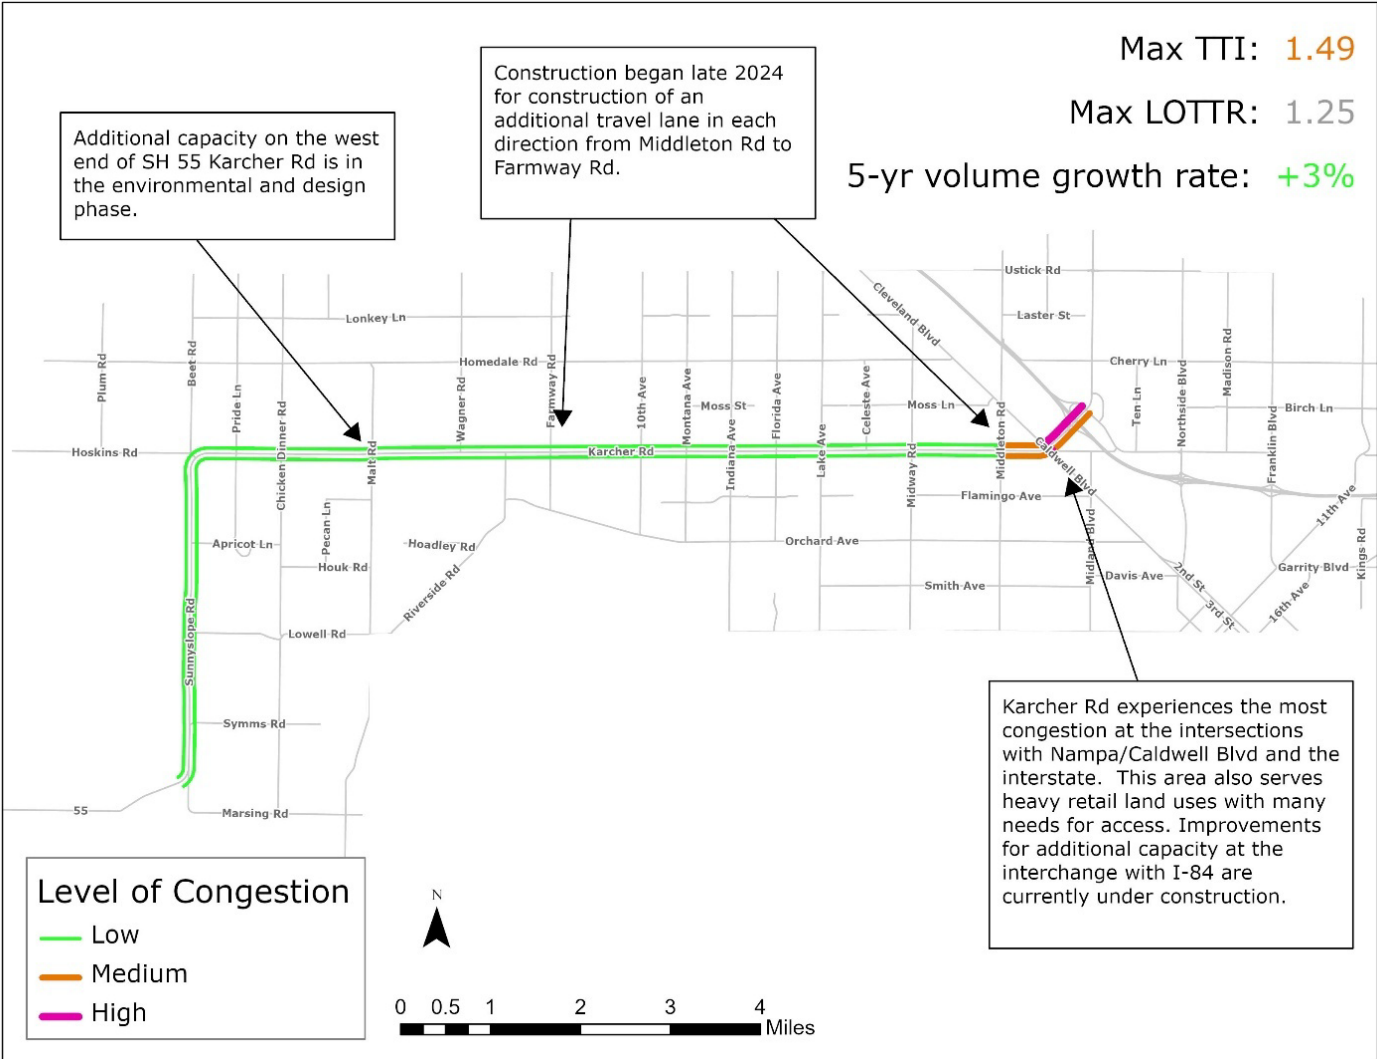 Max TTI: 1.49
Max LOTTR: 1.25
5-yr volume growth rate: +3%
Construction began late 2024
for construction of an
additional travel lane in each
direction from Middleton Rd to
Farmway Rd.
Additional capacity on the west
end of SH 55 Karcher Rd is in
the environmental and design
phase.
Ustick Rd
Cleveland Blvd
Laster St
Lonkey Ln
Homedale Rd
Cherry Ln
Plum Rd
Beet Rd
Pride Ln
Chicken Dinner Rd
Malt Rd
Wagner Rd
Farmway Rd
10th Ave
Montana Ave
Moss St
Indiana Ave
Florida Ave
Lake Ave
Celeste Ave
Moss Ln
Midway Rd
Middleton Rd
Caldwell Blvd
Ten Ln
Northside Blvd
Madison Rd
Birch Ln
Franklin Blvd
Hoskins Rd
Karcher Rd
Flamingo Ave
11th Ave
Kings Rd
Pecan Ln
Apricot Ln
Houk Rd
Hoadley Rd
Riverside Rd
Orchard Ave
Midland Blvd
Smith Ave
Davis Ave
2nd St
3rd St
Garrity Blvd
16th Ave
Sunnyslope Rd
Lowell Rd
Symms Rd
55
Marsing Rd
Karcher Rd experiences the most
congestion at the intersections
with Nampa/Caldwell Blvd and the
interstate. This area also serves
heavy retail land uses with many
needs for access. Improvements
for additional capacity at the
interchange with I-84 are
currently under construction.
Level of Congestion
Low
Medium
High
N
0 0.5 1 2 3 4
Miles